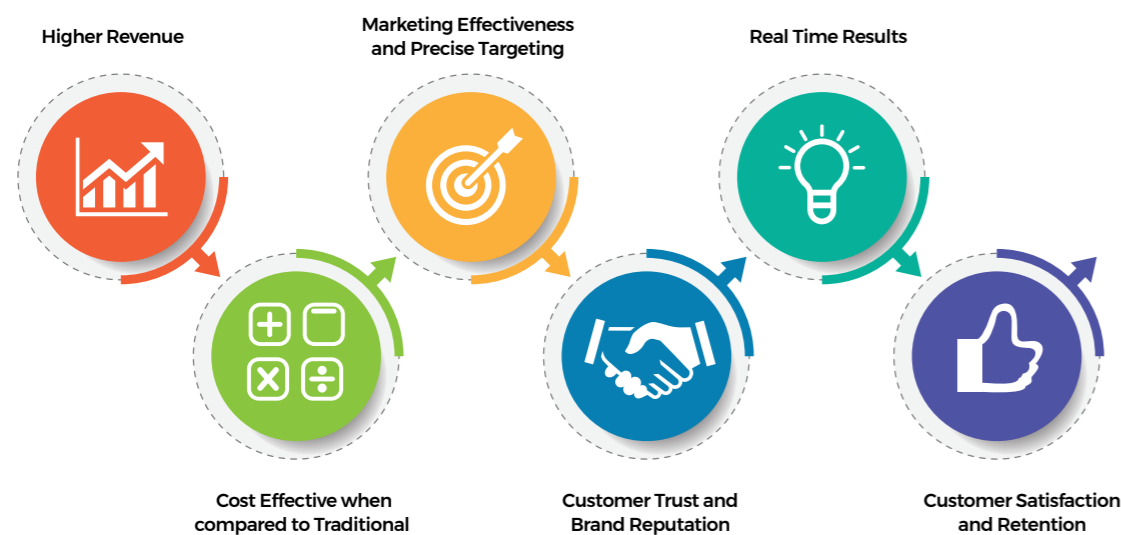 Higher Revenue
Marketing Effectiveness
and Precise Targeting
Real Time Results
Cost Effective when
compared to Traditional
Customer Trust and
Brand Reputation
Customer Satisfaction
and Retention